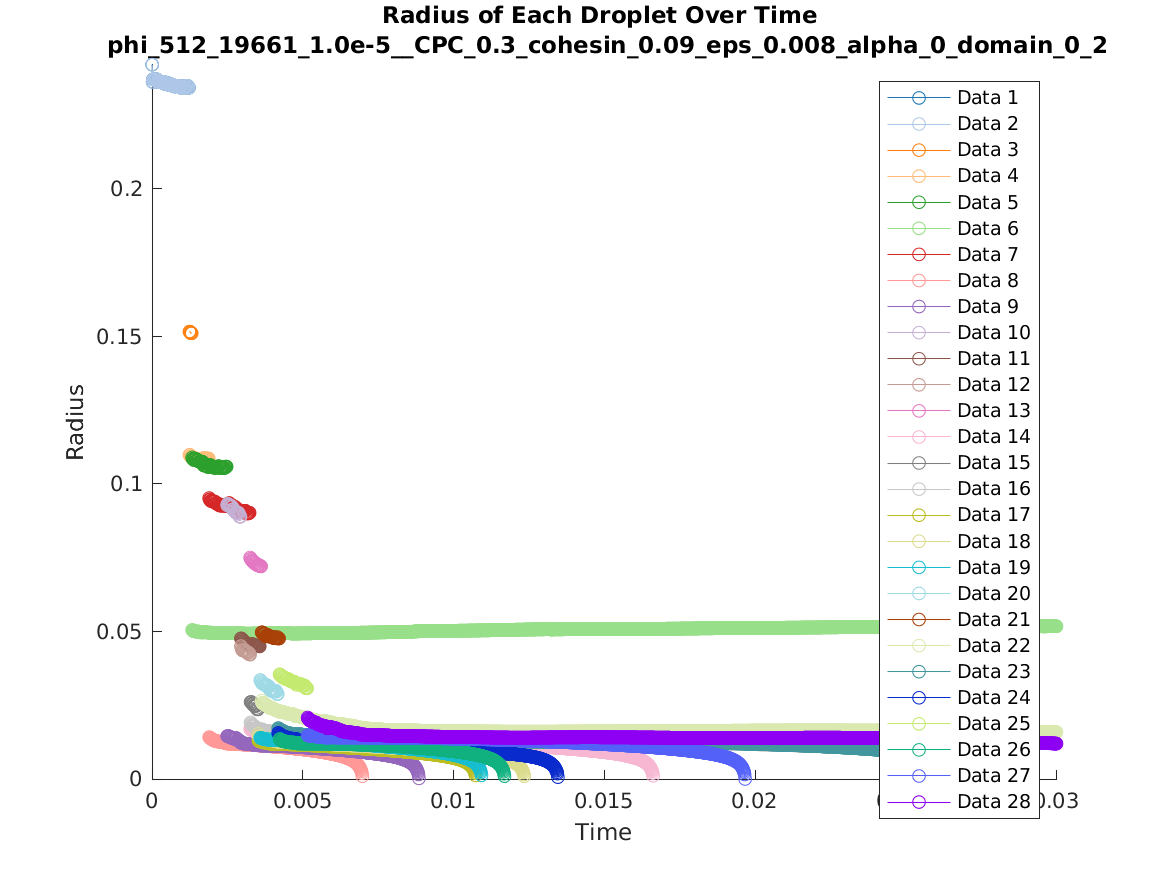 Radius of Each Droplet Over Time
phi_512_19661_1.0e-5__CPC_0.3_cohesin_0.09_eps_0.008_alpha_0_domain_0_2
Radius
0.2
0.15
0.1
0.05
0
0
0.005
0.01
0.015
0.02
0.03
Time
Data 1
Data 2
Data 3
Data 4
Data 5
Data 6
Data 7
Data 8
Data 9
Data 10
Data 11
Data 12
Data 13
Data 14
Data 15
Data 16
Data 17
Data 18
Data 19
Data 20
Data 21
Data 22
Data 23
Data 24
Data 25
Data 26
Data 27
Data 28